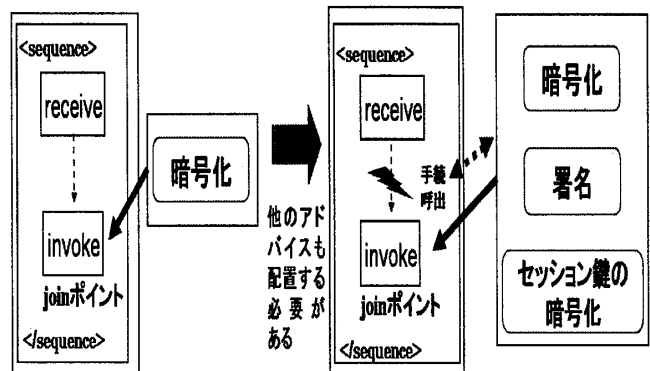 <sequence>
receive
invoke
joinポイント
</sequence>
暗号化
他のアド
バイスも
配置する
必要が
ある
<sequence>
receive
手続
呼出
invoke
joinポイント
</sequence>
暗号化
署名
セッション鍵の
暗号化